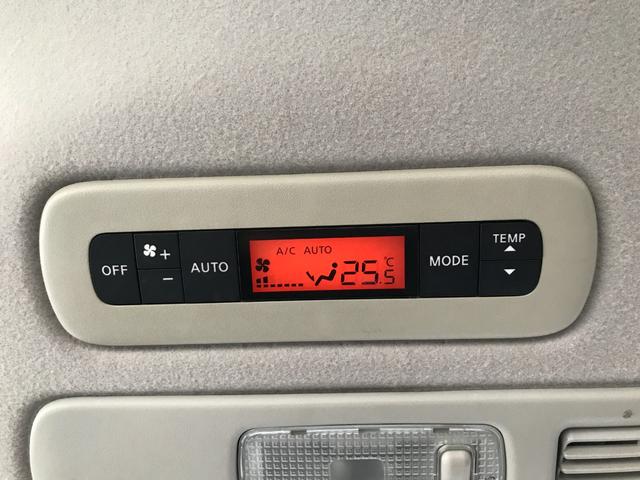 OFF
+
−
AUTO
A/C AUTO
25.5°C
MODE
TEMP